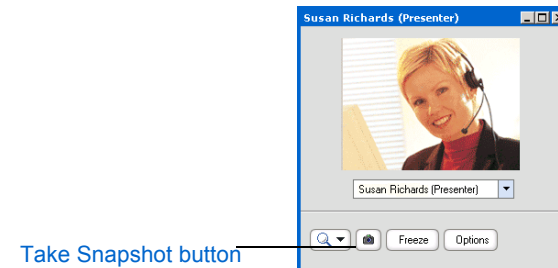 Susan Richards (Presenter)
Susan Richards (Presenter)
Freeze Options
Take Snapshot button